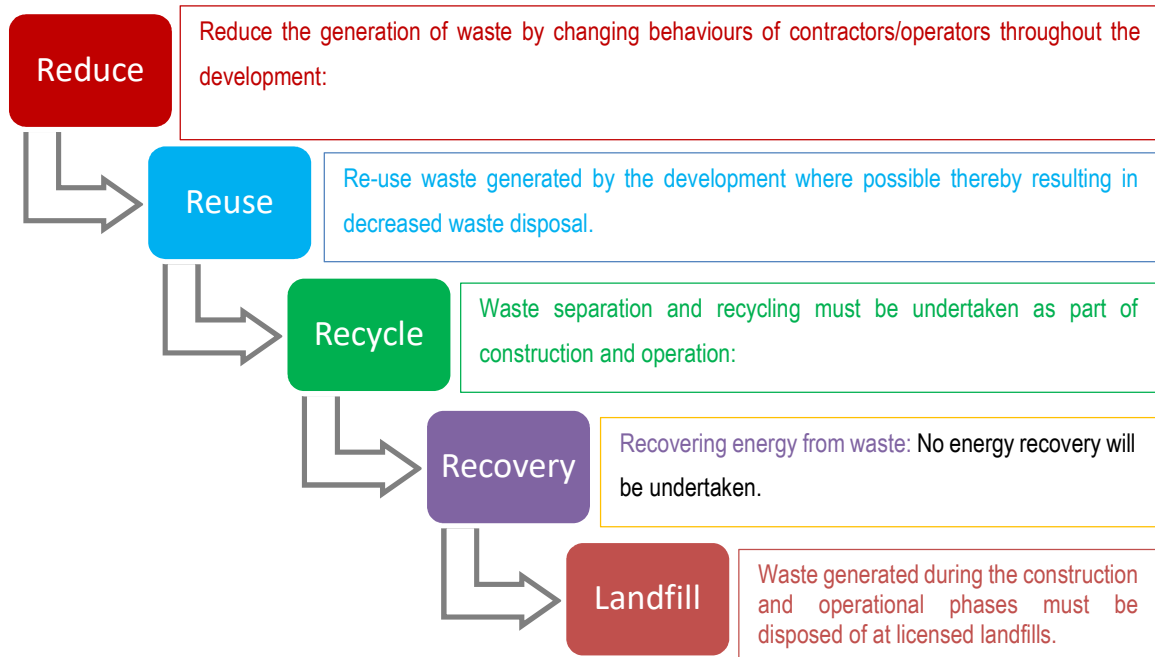 Reduce
Reduce the generation of waste by changing behaviours of contractors/operators throughout the
development:
Reuse
Re-use waste generated by the development where possible thereby resulting in
decreased waste disposal.
Recycle
Waste separation and recycling must be undertaken as part of
construction and operation:
Recovery
Recovering energy from waste: No energy recovery will
be undertaken.
Landfill
Waste generated during the construction
and operational phases must be
disposed of at licensed landfills.